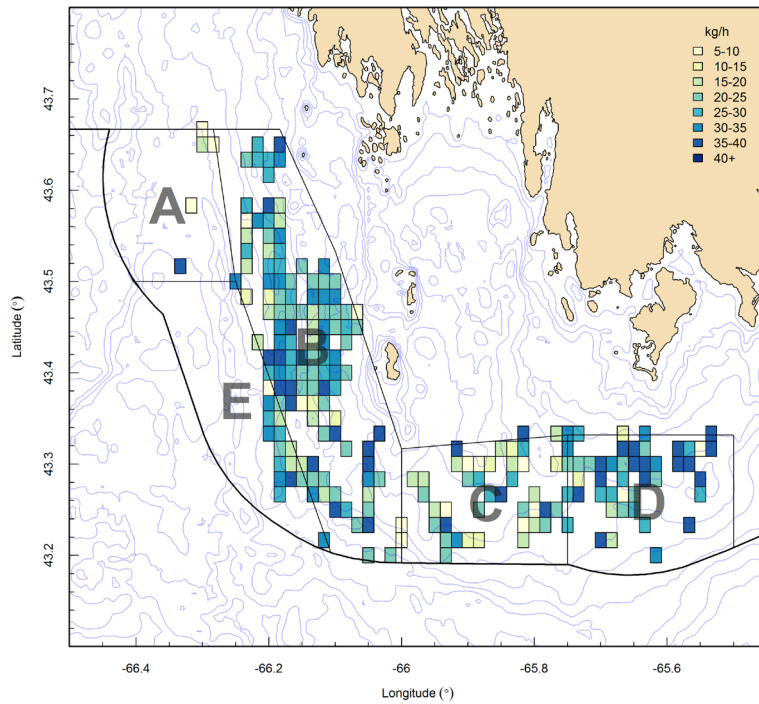 kg/h
5-10
10-15
15-20
20-25
25-30
30-35
35-40
40+
43.7
43.6
43.5
43.4
43.3
43.2
Latitude (°)
A
B
E
C
D
-66.4
-66.2
-66
-65.8
-65.6
Longitude (°)